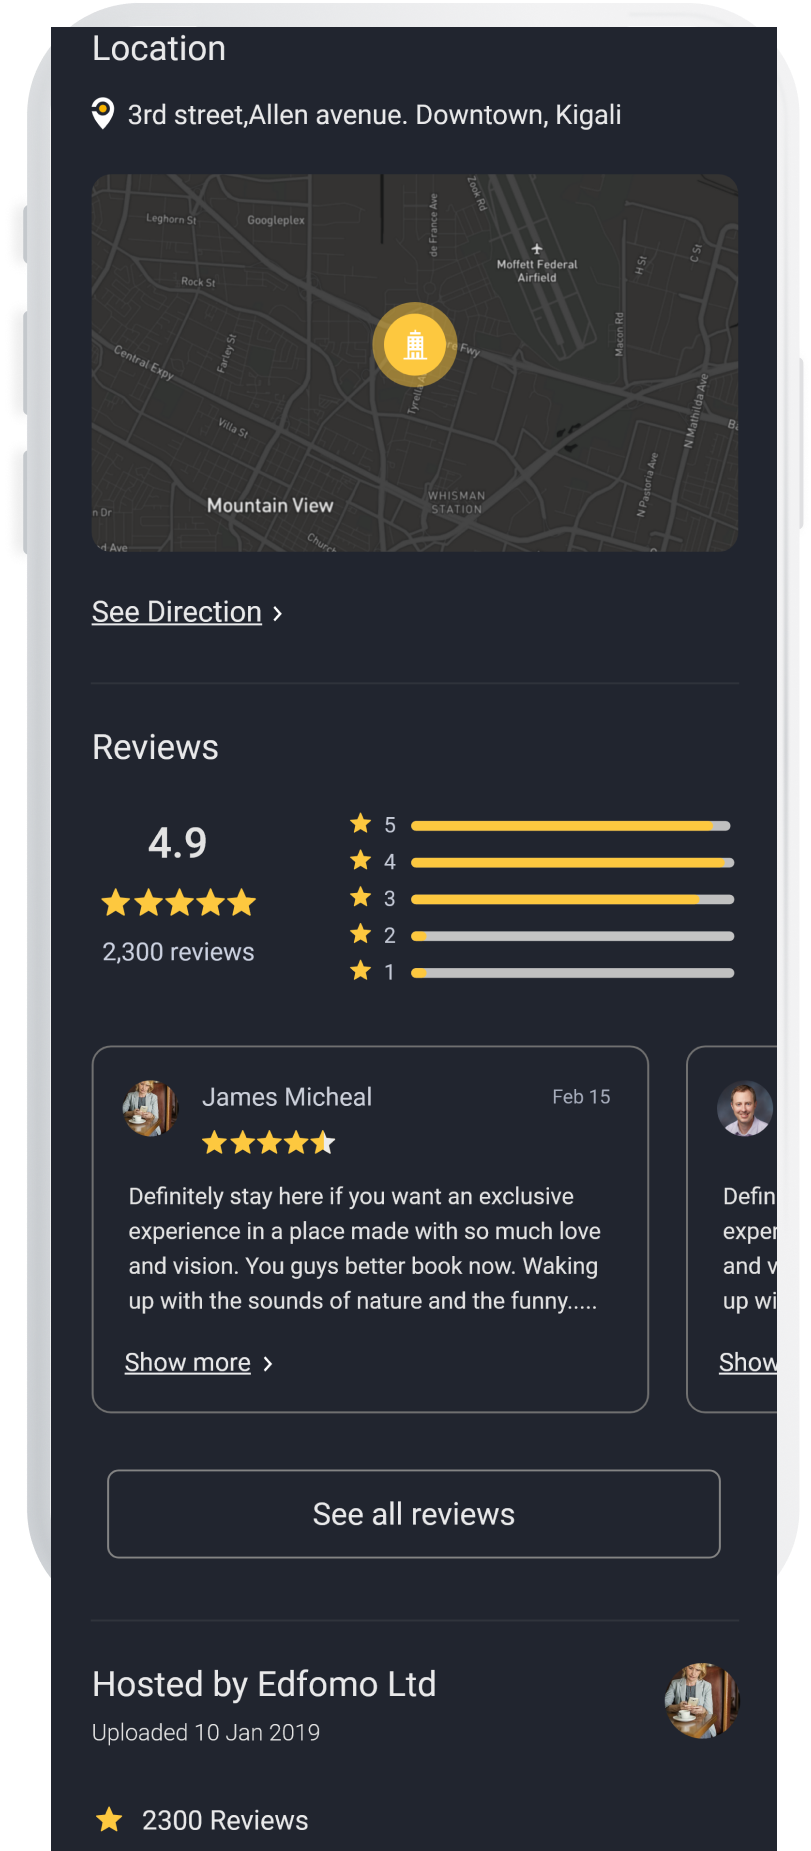 Location
3rd street,Allen avenue. Downtown, Kigali
Leghorn St
Googleplex
de France Ave
Zook Rd
Moffett Federal
Airfield
H St
C St
Rock St
Macon Rd
Central Expy
Farley St
re Fwy
Tyrella A
Villa St
N Mathilda Ave
Ba
N Pastoria Ave
WHISMAN
STATION
Mountain View
n Dr
Church
d Ave
See Direction
Reviews
4.9
2,300 reviews
5
4
3
2
1
James Micheal
Feb 15
Definitely stay here if you want an exclusive
experience in a place made with so much love
and vision. You guys better book now. Waking
up with the sounds of nature and the funny.....
Show more
Defin
exper
and v
up wi
Show
See all reviews
Hosted by Edfomo Ltd
Uploaded 10 Jan 2019
2300 Reviews